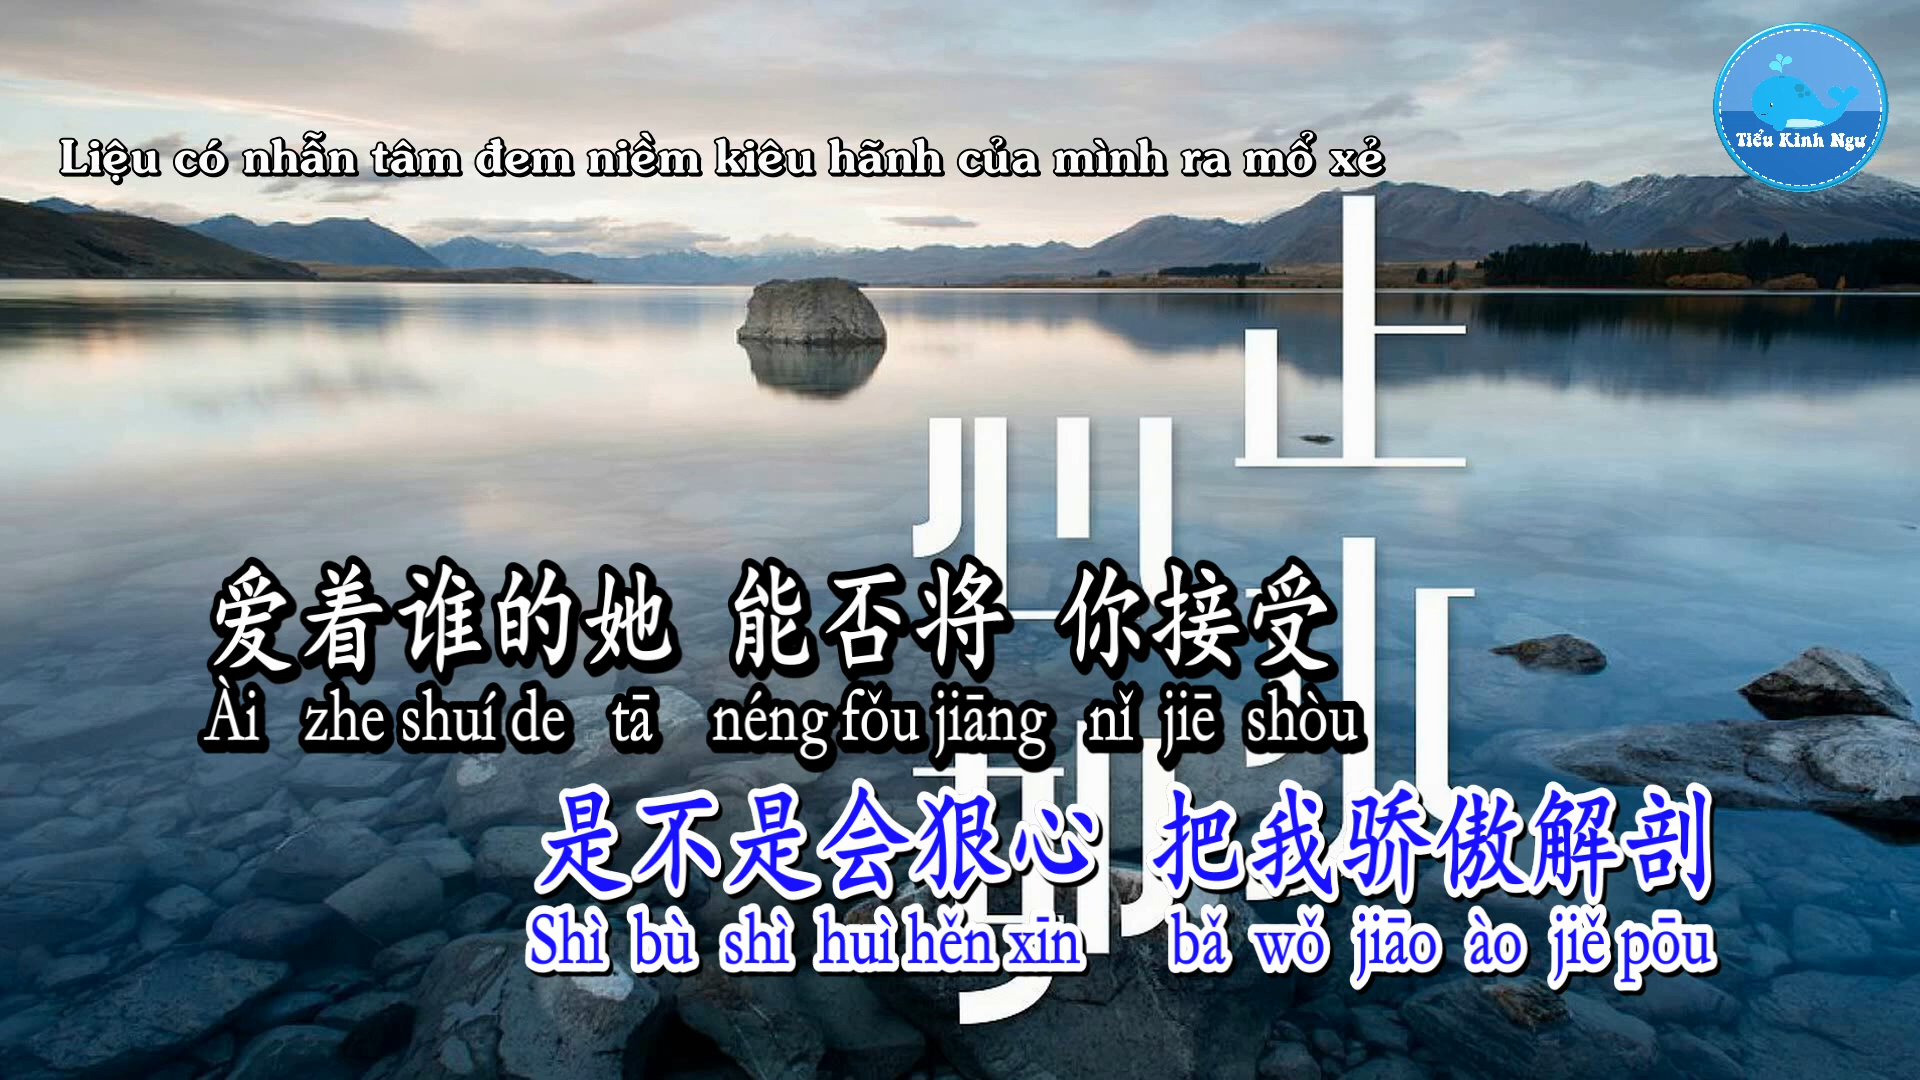 Tiểu Kình Ngư
Liệu có nhẫn tâm đem niềm kiêu hãnh của mình ra mổ xẻ
止
爱着谁的她 能否将 你接受
Ài zhe shuí de tā néng fǒu jiāng nǐ jiē shòu
是不是会狠心 把我骄傲解剖
Shì bù shì huì hěn xīn bǎ wǒ jiāo ào jiě pōu